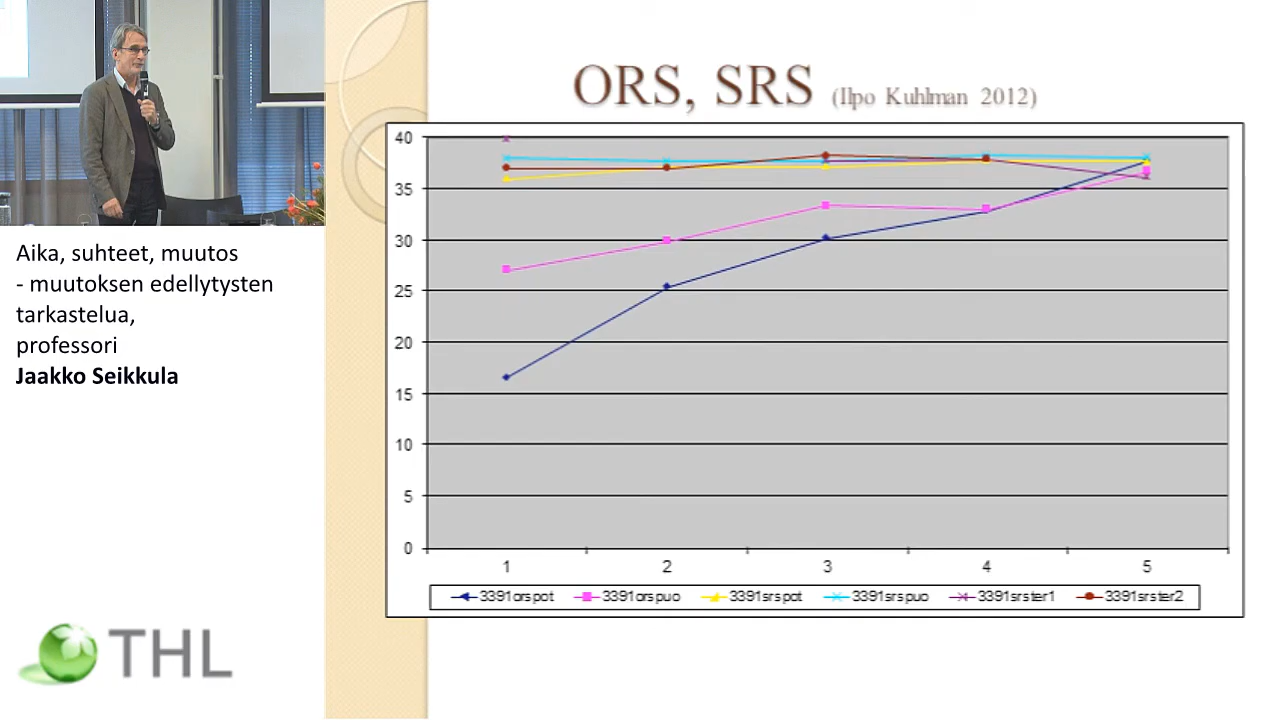 ORS, SRS (Ilpo Kuhlman 2012)
Aika, suhteet, muutos
- muutoksen edellytysten
tarkastelua,
professori
Jaakko Seikkula
THL
40
35
30
25
20
15
10
5
0
1 2 3 4 5
3391orspot 3391orspuo 3391srspot 3391srspuo 3391srster1 3391srster2